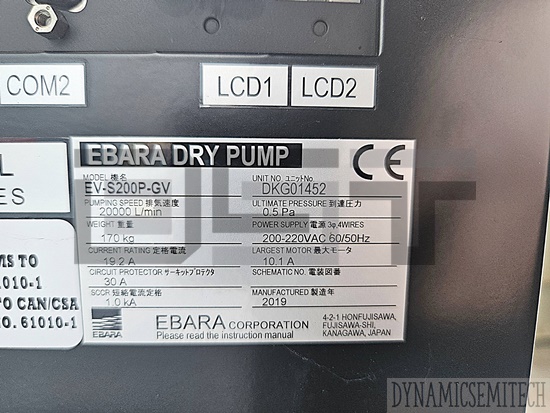 COM2
LCD1
LCD2
EBARA DRY PUMP
CE
MODEL 機名
UNIT NO. ユニットNo
EV-S200P-GV
DKG01452
PUMPING SPEED 排気速度
ULTIMATE PRESSURE 到達圧力
20000 L/min
0.5 Pa
WEIGHT 重量
POWER SUPPLY 電源 3φ,4WIRES
170 kg
200-220VAC 60/50Hz
CURRENT RATING 定格電流
LARGEST MOTOR 最大モータ
19.2 A
10.1 A
CIRCUIT PROTECTOR サーキットプロテクタ
SCHEMATIC NO. 電装図番
30 A
SCCR 短絡電流定格
MANUFACTURED 製造年
1.0 kA
2019
EBARA
EBARA CORPORATION
Please read the instruction manual
4-2-1 HONFUJISAWA,
FUJISAWA-SHI,
KANAGAWA, JAPAN
L
ES
MS TO
1010-1
TO CAN/CSA
NO. 61010-1
DYNAMICSEMITECH